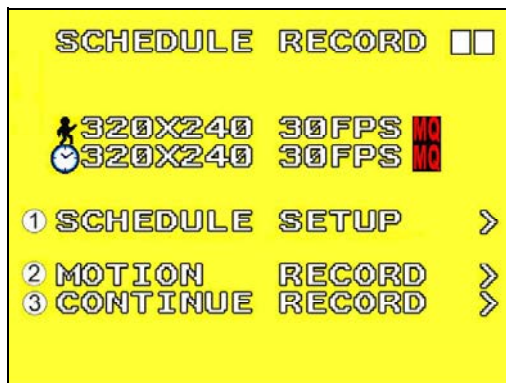 SCHEDULE RECORD
320X240 30FPS MQ
320X240 30FPS MQ
1 SCHEDULE SETUP >
2 MOTION RECORD >
3 CONTINUE RECORD >